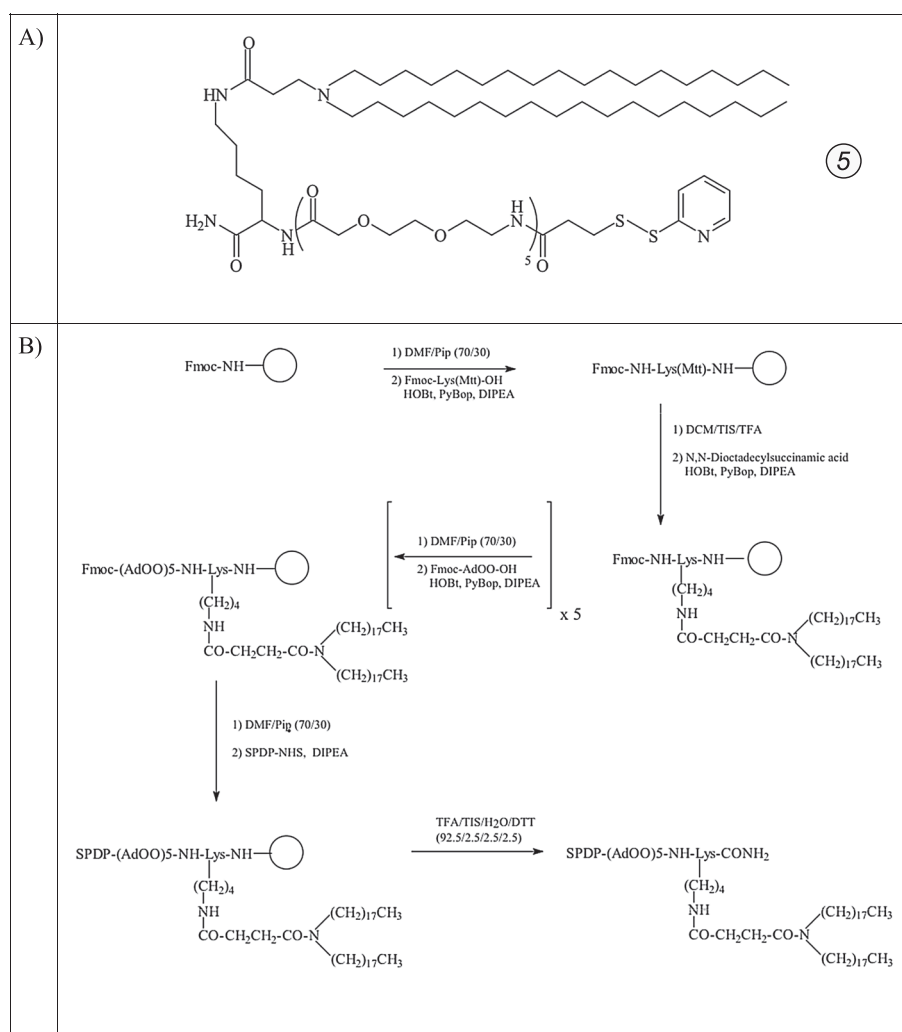 A)
O
HN
N
5
H₂N
O
N
H
O
O
O
H
N
5
O
S
S
N
B)
Fmoc-NH
1) DMF/Pip (70/30)
2) Fmoc-Lys(Mtt)-OH
HOBt, PyBop, DIPEA
Fmoc-NH-Lys(Mtt)-NH
1) DCM/TIS/TFA
2) N,N-Dioctadecylsuccinamic acid
HOBt, PyBop, DIPEA
Fmoc-(AdOO)5-NH-Lys-NH
(CH₂)₄
NH
CO-CH₂CH₂-CO-N
(CH₂)₁₇CH₃
(CH₂)₁₇CH₃
1) DMF/Pip (70/30)
2) Fmoc-AdOO-OH
HOBt, PyBop, DIPEA
x 5
Fmoc-NH-Lys-NH
(CH₂)₄
NH
CO-CH₂CH₂-CO-N
(CH₂)₁₇CH₃
(CH₂)₁₇CH₃
1) DMF/Pip (70/30)
2) SPDP-NHS, DIPEA
SPDP-(AdOO)5-NH-Lys-NH
(CH₂)₄
NH
CO-CH₂CH₂-CO-N
(CH₂)₁₇CH₃
(CH₂)₁₇CH₃
TFA/TIS/H₂O/DTT
(92.5/2.5/2.5/2.5)
SPDP-(AdOO)5-NH-Lys-CONH₂
(CH₂)₄
NH
CO-CH₂CH₂-CO-N
(CH₂)₁₇CH₃
(CH₂)₁₇CH₃